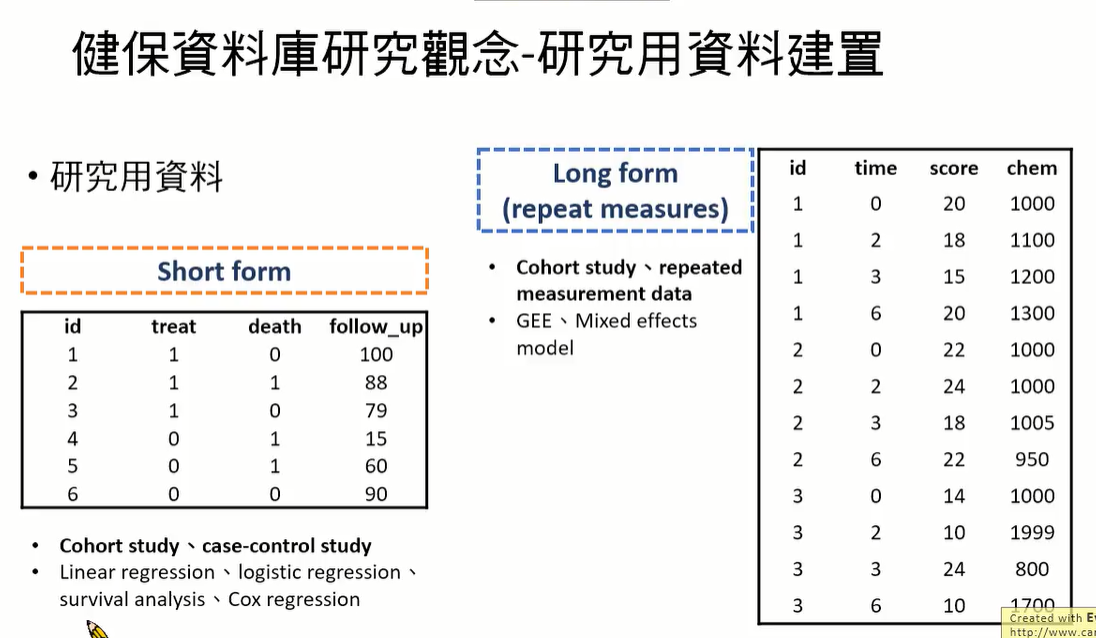 健保資料庫研究觀念-研究用資料建置
• 研究用資料
Short form
id treat death follow_up
1 1 0 100
2 1 1 88
3 1 0 79
4 0 1 15
5 0 1 60
6 0 0 90
• Cohort study、case-control study
• Linear regression、logistic regression、
survival analysis、Cox regression
Long form
(repeat measures)
• Cohort study、repeated
measurement data
• GEE、Mixed effects
model
id time score chem
1 0 20 1000
1 2 18 1100
1 3 15 1200
1 6 20 1300
2 0 22 1000
2 2 24 1000
2 3 18 1005
2 6 22 950
3 0 14 1000
3 2 10 1999
3 3 24 800
3 6 10 1700
Created with
http://www.